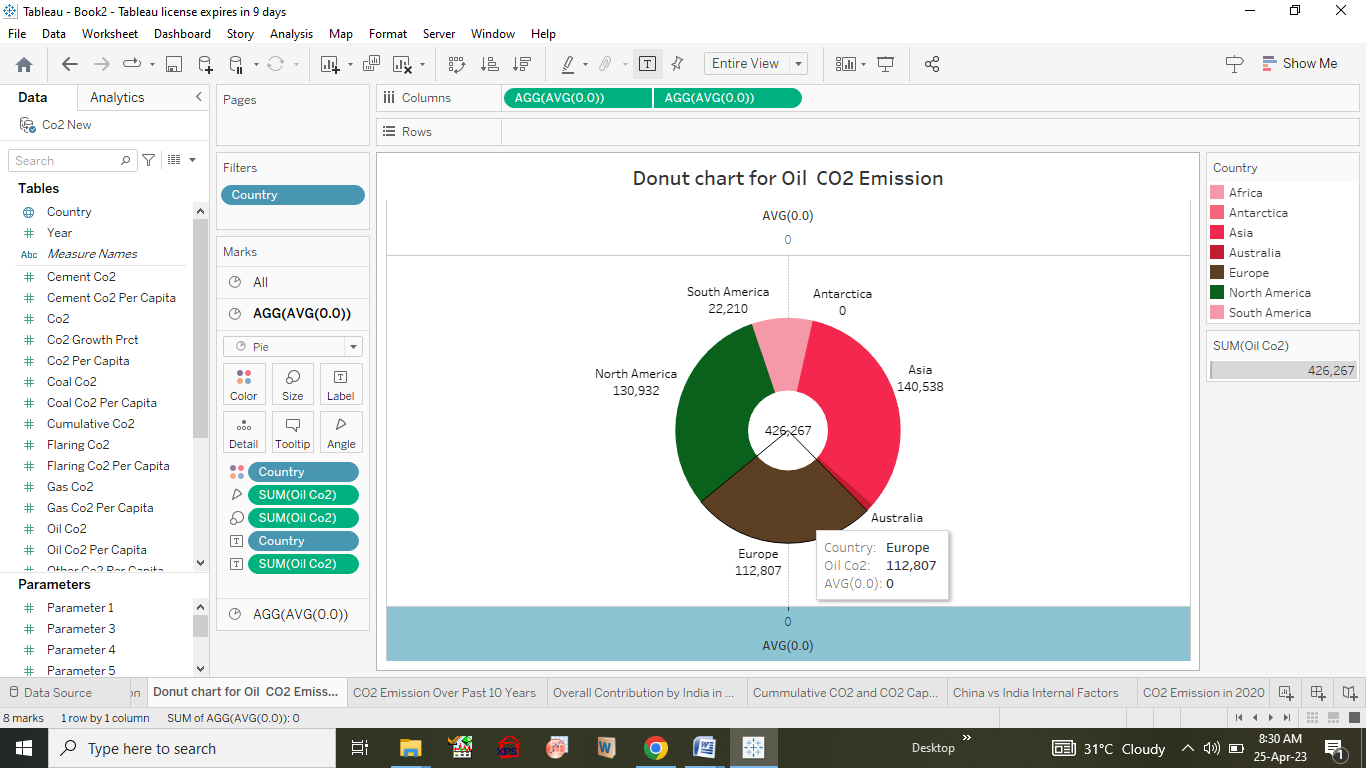 Tableau - Book2 - Tableau license expires in 9 days
File Data Worksheet Dashboard Story Analysis Map Format Server Window Help
Entire View
Show Me
Data Analytics
Co2 New
Search
Tables
Country
Year
Abc Measure Names
Cement Co2
Cement Co2 Per Capita
Co2
Co2 Growth Prct
Co2 Per Capita
Coal Co2
Coal Co2 Per Capita
Cumulative Co2
Flaring Co2
Flaring Co2 Per Capita
Gas Co2
Gas Co2 Per Capita
Oil Co2
Oil Co2 Per Capita
Other Co2 Per Capita
Parameters
Parameter 1
Parameter 3
Parameter 4
Parameter 5
Pages
Filters
Country
Marks
All
AGG(AVG(0.0))
Pie
Color Size Label
Detail Tooltip Angle
Country
SUM(Oil Co2)
SUM(Oil Co2)
Country
SUM(Oil Co2)
AGG(AVG(0.0))
Columns AGG(AVG(0.0)) AGG(AVG(0.0))
Rows
Donut chart for Oil  CO2 Emission
AVG(0.0)
0
South America
22,210
Antarctica
0
North America
130,932
Asia
140,538
426,267
Australia
Europe
112,807
Country: Europe
Oil Co2: 112,807
AVG(0.0): 0
0
AVG(0.0)
Country
Africa
Antarctica
Asia
Australia
Europe
North America
South America
SUM(Oil Co2)
426,267
Data Source on Donut chart for Oil  CO2 Emiss... CO2 Emission Over Past 10 Years Overall Contribution by India in ... Cummulative CO2 and CO2 Cap... China vs India Internal Factors CO2 Emission in 2020
8 marks 1 row by 1 column SUM of AGG(AVG(0.0)): 0
Type here to search
XPS
W
W
Desktop
31°C Cloudy
8:30 AM
25-Apr-23
1